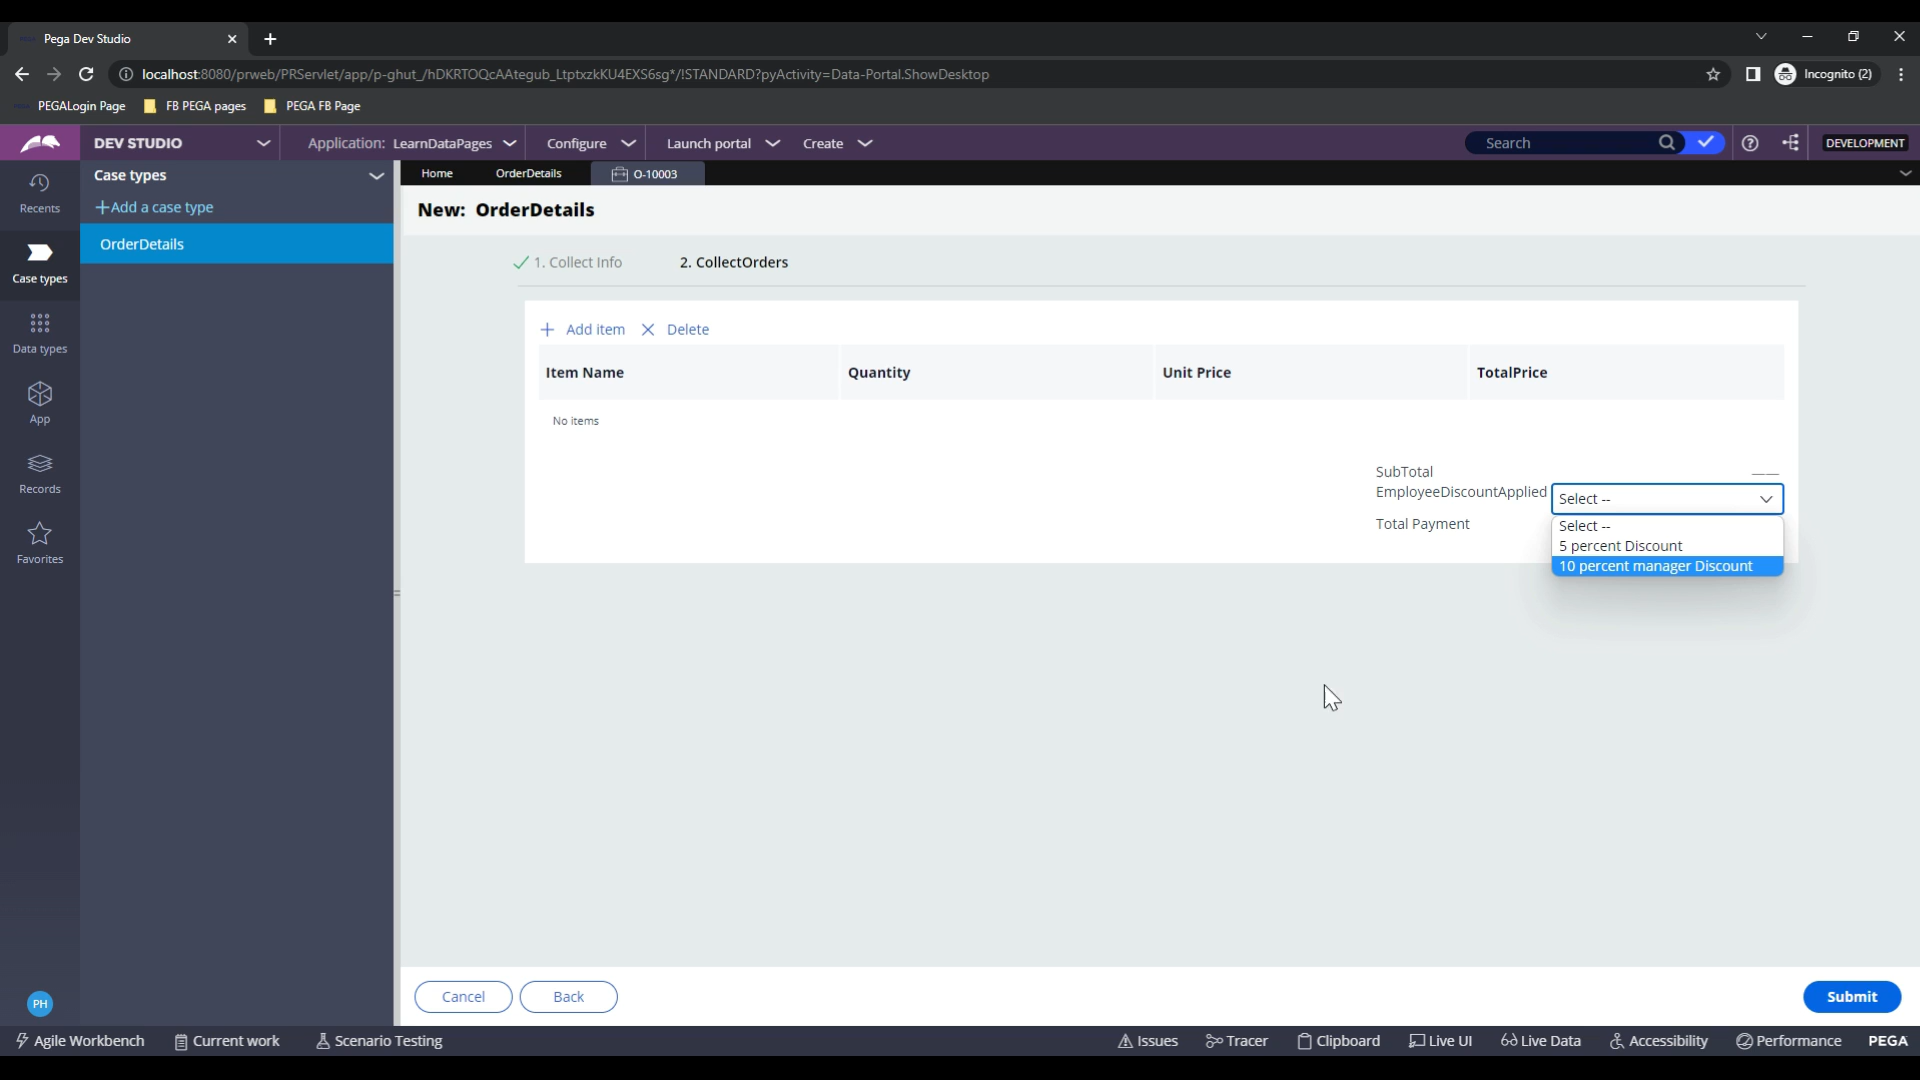 Pega Dev Studio
localhost:8080/prweb/PRServlet/app/p-ghut_/hDKRTOQcAAtegub_LtptxzkKU4EXS6sg*/!STANDARD?pyActivity=Data-Portal.ShowDesktop
Incognito (2)
PEGALogin Page
FB PEGA pages
PEGA FB Page
DEV STUDIO
Application: LearnDataPages
Configure
Launch portal
Create
Search
DEVELOPMENT
Recents
Case types
Data types
App
Records
Favorites
PH
Case types
+Add a case type
OrderDetails
Home
OrderDetails
O-10003
New: OrderDetails
1. Collect Info
2. CollectOrders
+ Add item
Delete
Item Name
Quantity
Unit Price
TotalPrice
No items
SubTotal
——
EmployeeDiscountApplied
Select --
Select --
5 percent Discount
10 percent manager Discount
Total Payment
Cancel
Back
Submit
Agile Workbench
Current work
Scenario Testing
Issues
Tracer
Clipboard
Live UI
Live Data
Accessibility
Performance
PEGA